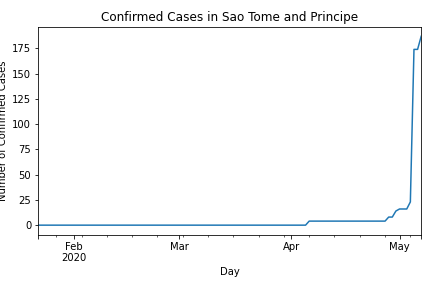 Confirmed Cases in Sao Tome and Principe
Number of Confirmed Cases
175
150
125
100
75
50
25
0
Feb
2020
Mar
Apr
May
Day